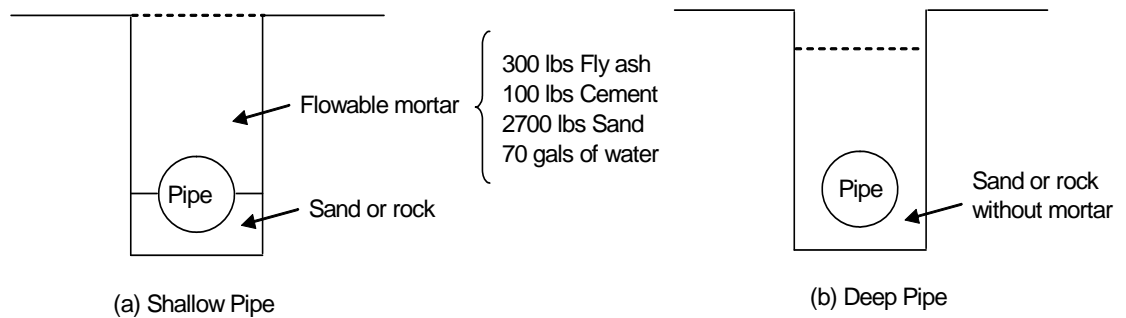 Flowable mortar
300 lbs Fly ash
100 lbs Cement
2700 lbs Sand
70 gals of water
Pipe
Sand or rock
(a) Shallow Pipe
Pipe
Sand or rock
without mortar
(b) Deep Pipe